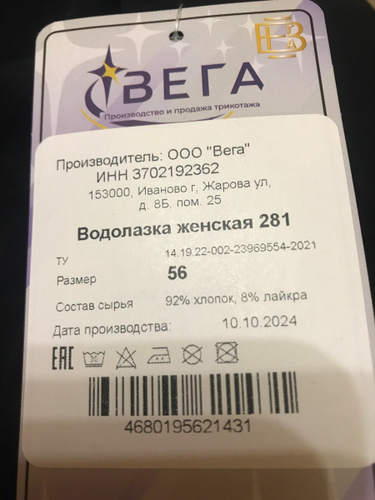 ВЕГА
Производство и продажа трикотажа
Производитель: ООО "Вега"
ИНН 3702192362
153000, Иваново г, Жарова ул,
д. 8Б, пом. 25
Водолазка женская 281
ТУ 14.19.22-002-23969554-2021
Размер 56
Состав сырья 92% хлопок, 8% лайкра
Дата производства: 10.10.2024
EAC
4680195621431